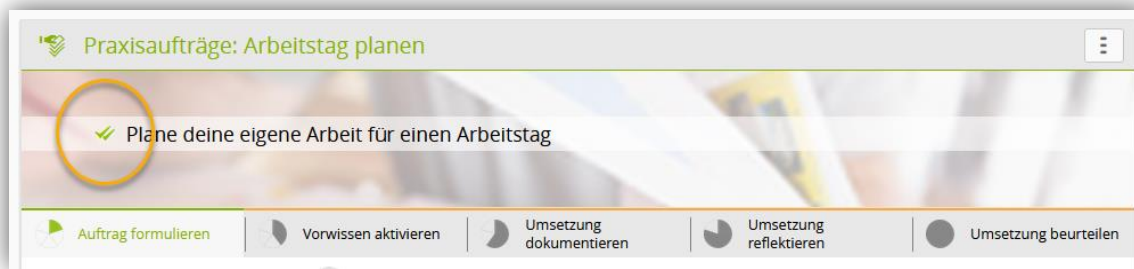 Praxisaufträge: Arbeitstag planen
Plane deine eigene Arbeit für einen Arbeitstag
Auftrag formulieren
Vorwissen aktivieren
Umsetzung
dokumentieren
Umsetzung
reflektieren
Umsetzung beurteilen